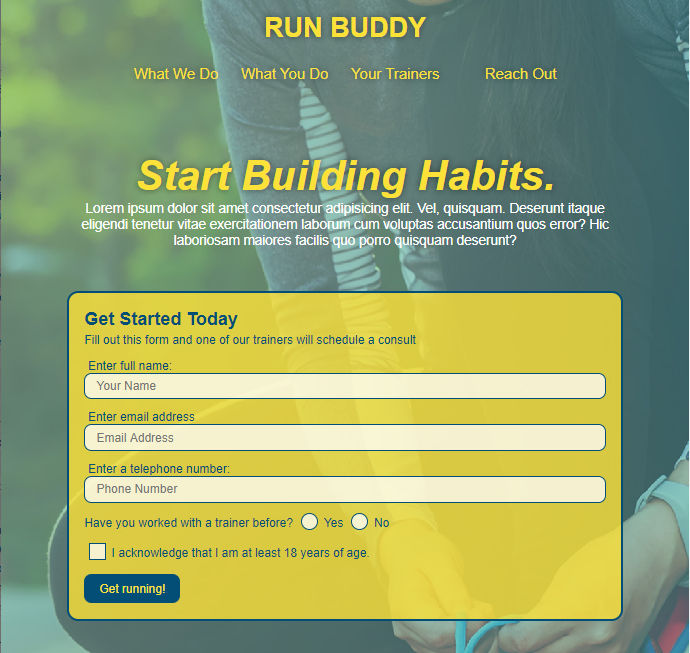 RUN BUDDY
What We Do What You Do Your Trainers Reach Out
Start Building Habits.
Lorem ipsum dolor sit amet consectetur adipisicing elit. Vel, quisquam. Deserunt itaque
eligendi tenetur vitae exercitationem laborum cum voluptas accusantium quos error? Hic
laboriosam maiores facilis quo porro quisquam deserunt?
Get Started Today
Fill out this form and one of our trainers will schedule a consult
Enter full name:
Your Name
Enter email address
Email Address
Enter a telephone number:
Phone Number
Have you worked with a trainer before? Yes No
I acknowledge that I am at least 18 years of age.
Get running!